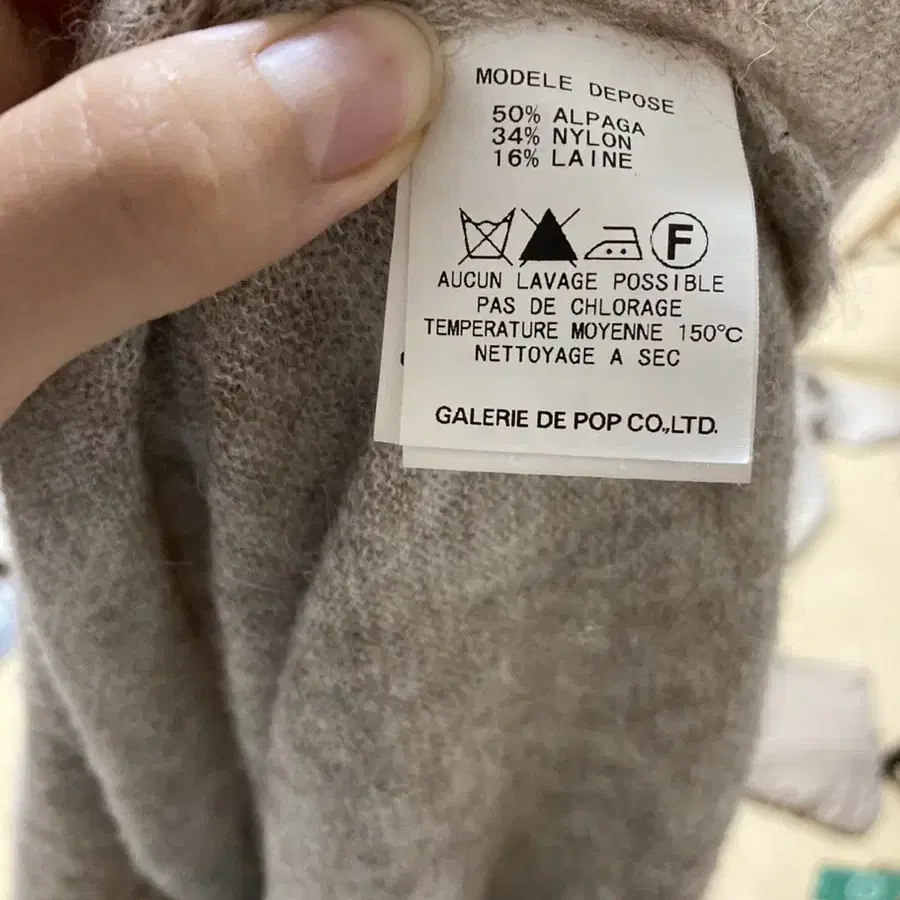 MODELE DEPOSE
50% ALPAGA
34% NYLON
16% LAINE
F
AUCUN LAVAGE POSSIBLE
PAS DE CHLORAGE
TEMPERATURE MOYENNE 150°C
NETTOYAGE A SEC
GALERIE DE POP CO.,LTD.